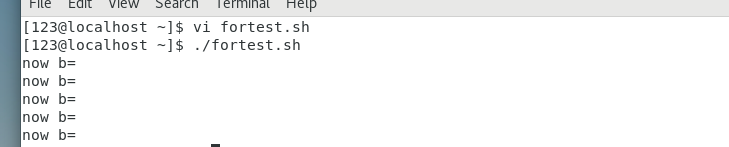 File Edit View Search Terminal Help
[123@localhost ~]$ vi fortest.sh
[123@localhost ~]$ ./fortest.sh
now b=
now b=
now b=
now b=
now b=